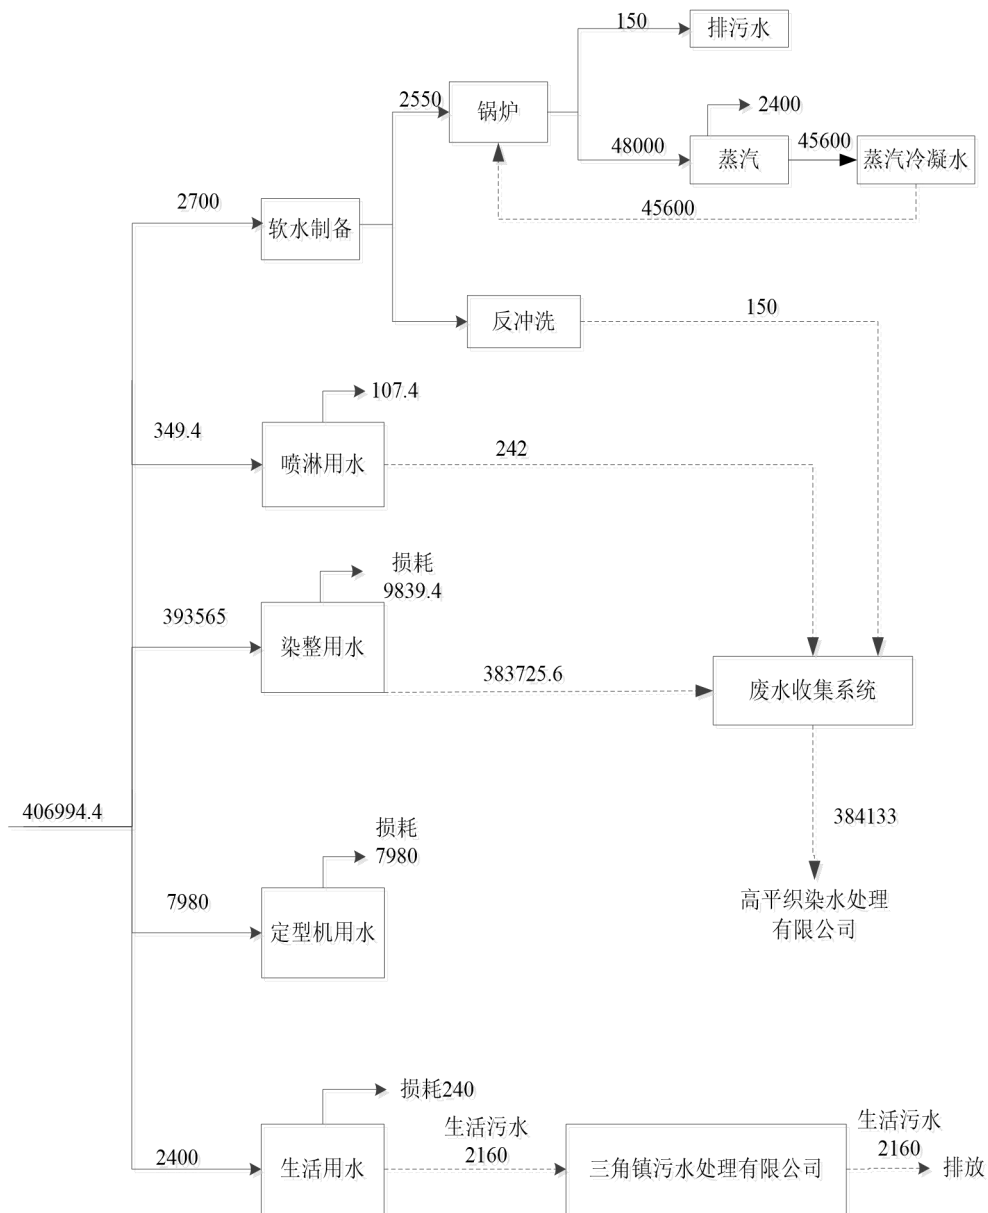 150
排污水
2550
锅炉
2400
48000
蒸汽
45600
蒸汽冷凝水
45600
2700
软水制备
反冲洗
150
107.4
349.4
喷淋用水
242
损耗
9839.4
393565
染整用水
383725.6
废水收集系统
406994.4
384133
损耗
7980
7980
定型机用水
高平织染水处理
有限公司
损耗240
2400
生活用水
生活污水
2160
三角镇污水处理有限公司
生活污水
2160
排放